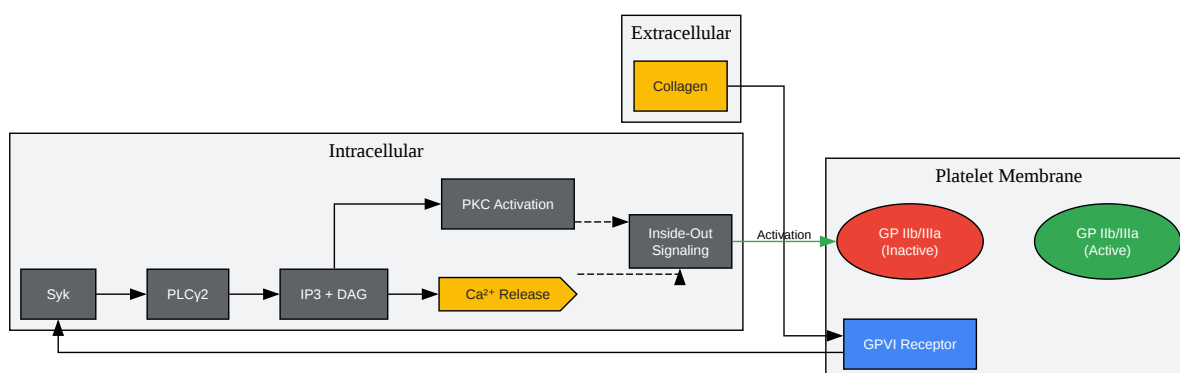 Extracellular
Collagen
Intracellular
PKC Activation
Inside-Out
Signaling
Syk
PLCγ2
IP3 + DAG
Ca²⁺ Release
Activation
Platelet Membrane
GP IIb/IIIa
(Inactive)
GP IIb/IIIa
(Active)
GPVI Receptor